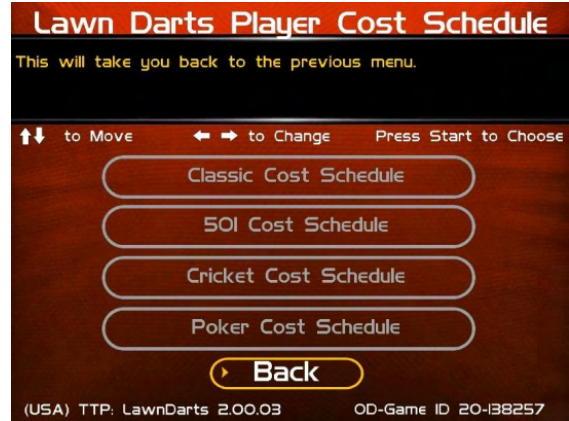 Lawn Darts Player Cost Schedule
This will take you back to the previous menu.
to Move to Change Press Start to Choose
Classic Cost Schedule
501 Cost Schedule
Cricket Cost Schedule
Poker Cost Schedule
Back
(USA) TTP: LawnDarts 2.00.03 OD-Game ID 20-138257